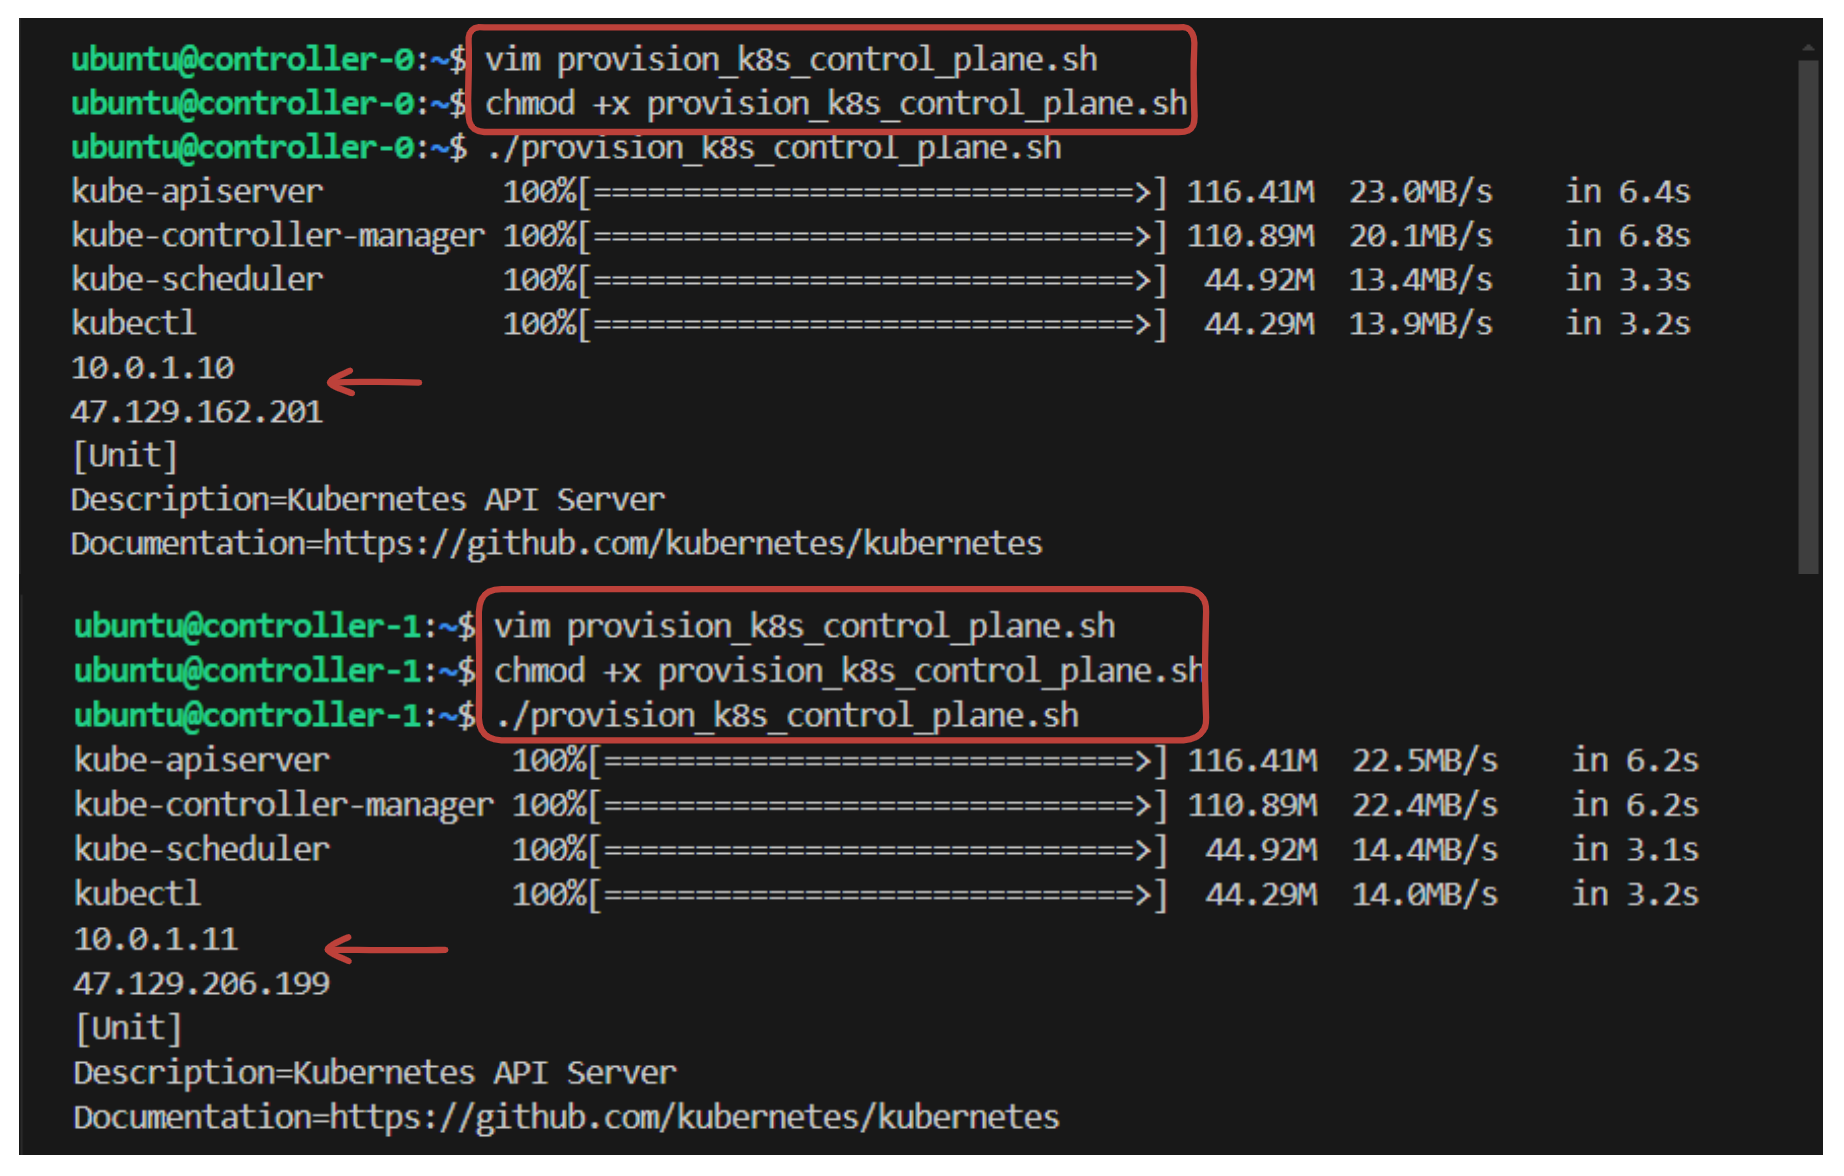 ubuntu@controller-0:~$ vim provision_k8s_control_plane.sh
ubuntu@controller-0:~$ chmod +x provision_k8s_control_plane.sh
ubuntu@controller-0:~$ ./provision_k8s_control_plane.sh
kube-apiserver 100%[==============================>] 116.41M 23.0MB/s in 6.4s
kube-controller-manager 100%[==============================>] 110.89M 20.1MB/s in 6.8s
kube-scheduler 100%[==============================>] 44.92M 13.4MB/s in 3.3s
kubectl 100%[==============================>] 44.29M 13.9MB/s in 3.2s
10.0.1.10
47.129.162.201
[Unit]
Description=Kubernetes API Server
Documentation=https://github.com/kubernetes/kubernetes
ubuntu@controller-1:~$ vim provision_k8s_control_plane.sh
ubuntu@controller-1:~$ chmod +x provision_k8s_control_plane.sh
ubuntu@controller-1:~$ ./provision_k8s_control_plane.sh
kube-apiserver 100%[=============================>] 116.41M 22.5MB/s in 6.2s
kube-controller-manager 100%[=============================>] 110.89M 22.4MB/s in 6.2s
kube-scheduler 100%[=============================>] 44.92M 14.4MB/s in 3.1s
kubectl 100%[=============================>] 44.29M 14.0MB/s in 3.2s
10.0.1.11
47.129.206.199
[Unit]
Description=Kubernetes API Server
Documentation=https://github.com/kubernetes/kubernetes